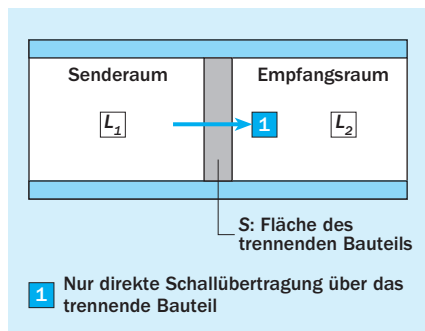 Senderaum
Empfangsraum
L1
1
L2
S: Fläche des
trennenden Bauteils
1
Nur direkte Schallübertragung über das
trennende Bauteil